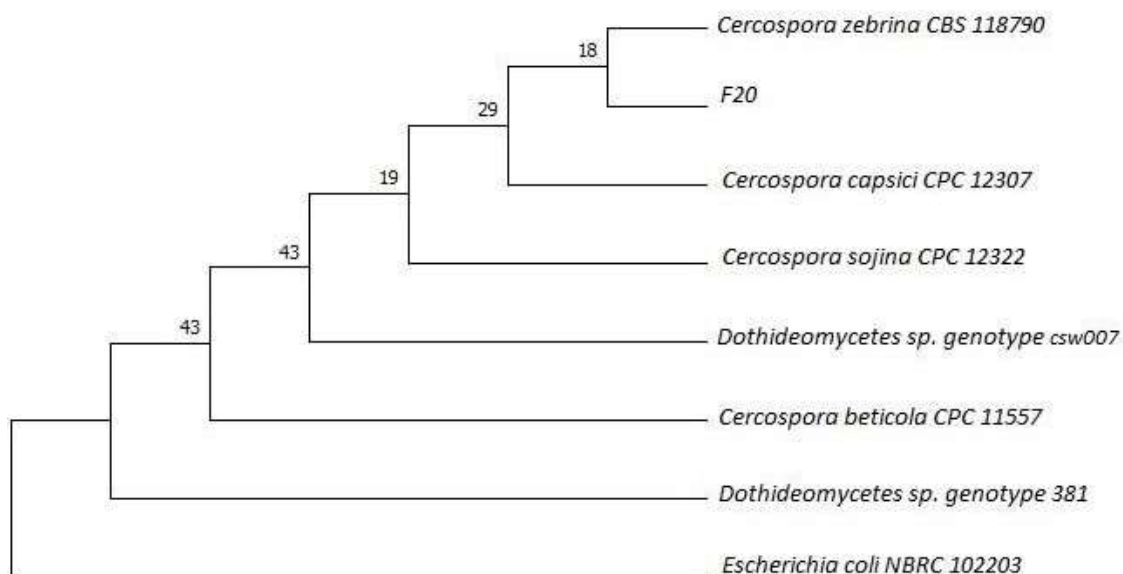 Cercospora zebrina CBS 118790
18
F20
29
Cercospora capsici CPC 12307
19
Cercospora sojina CPC 12322
43
Dothideomycetes sp. genotype csw007
43
Cercospora beticola CPC 11557
Dothideomycetes sp. genotype 381
Escherichia coli NBRC 102203